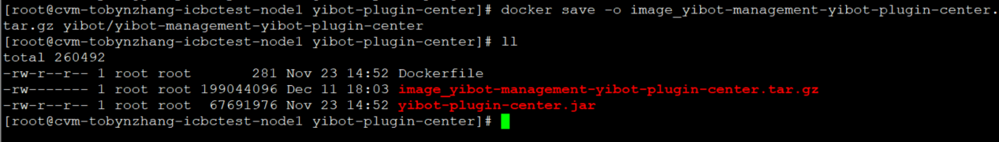 [root@cvm-tobynzhang-icbctest-node1 yibot-plugin-center]# docker save -o image_yibot-management-yibot-plugin-center.
tar.gz yibot/yibot-management-yibot-plugin-center
[root@cvm-tobynzhang-icbctest-node1 yibot-plugin-center]# ll
total 260492
-rw-r--r-- 1 root root       281 Nov 23 14:52 Dockerfile
-rw------- 1 root root 199044096 Dec 11 18:03 image_yibot-management-yibot-plugin-center.tar.gz
-rw-r--r-- 1 root root  67691976 Nov 23 14:52 yibot-plugin-center.jar
[root@cvm-tobynzhang-icbctest-node1 yibot-plugin-center]#